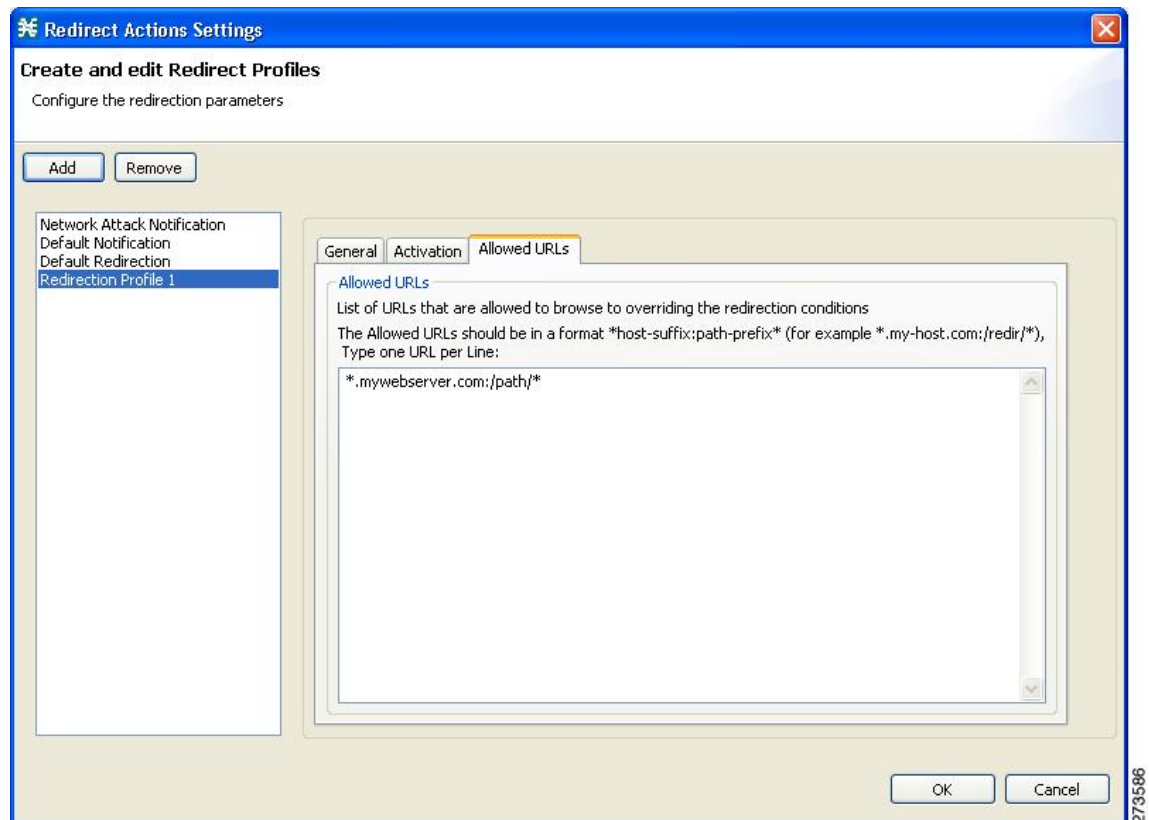 Redirect Actions Settings
Create and edit Redirect Profiles
Configure the redirection parameters
Add
Remove
Network Attack Notification
Default Notification
Default Redirection
Redirection Profile 1
General
Activation
Allowed URLs
Allowed URLs
List of URLs that are allowed to browse to overriding the redirection conditions
The Allowed URLs should be in a format *host-suffix:path-prefix* (for example *.my-host.com:/redir/*),
Type one URL per Line:
*.mywebserver.com:/path/*
OK
Cancel
273586